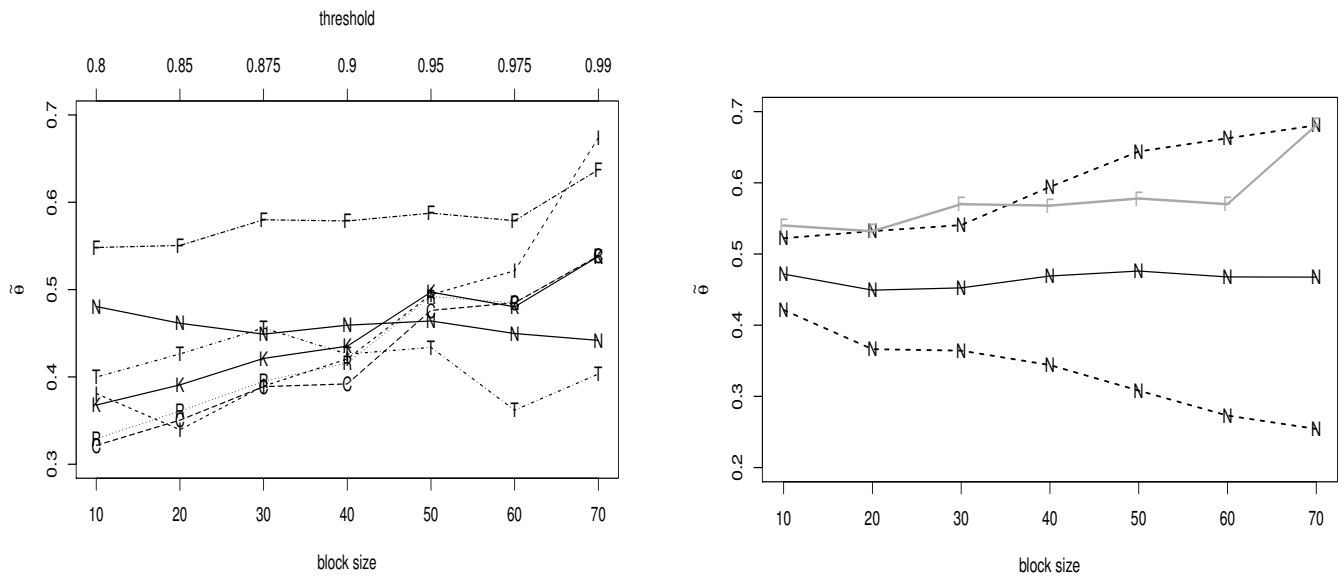 threshold
0.8 0.85 0.875 0.9 0.95 0.975 0.99
0.7
0.6
0.5
0.4
0.3
θ̃
F F F F F F F
N N N N N N N
T T T T T T T
K K K K K K K
I I I I I I I
R R R R R R R
C C C C C C C
10 20 30 40 50 60 70
block size
0.7
0.6
0.5
0.4
0.3
0.2
θ̃
N N N N N N N
F F F F F F F
N N N N N N N
N N N N N N N
10 20 30 40 50 60 70
block size